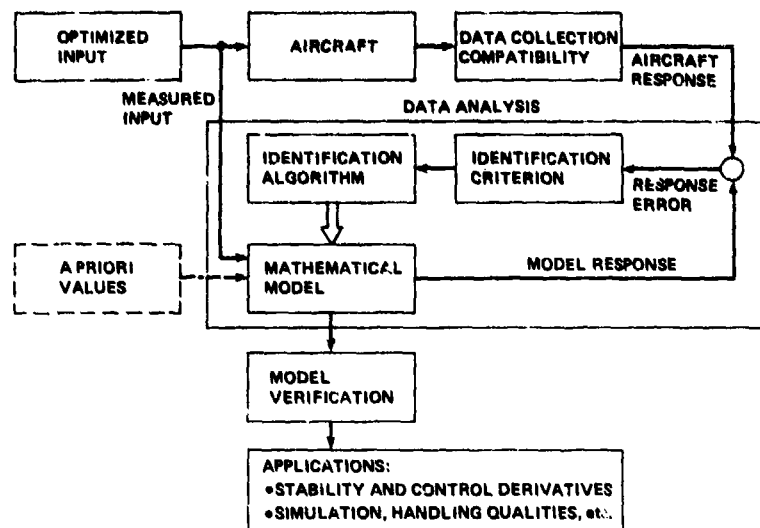 OPTIMIZED
INPUT
AIRCRAFT
DATA COLLECTION
COMPATIBILITY
AIRCRAFT
RESPONSE
MEASURED
INPUT
DATA ANALYSIS
IDENTIFICATION
ALGORITHM
IDENTIFICATION
CRITERION
RESPONSE
ERROR
A PRIORI
VALUES
MATHEMATICAL
MODEL
MODEL RESPONSE
MODEL
VERIFICATION
APPLICATIONS:
•STABILITY AND CONTROL DERIVATIVES
•SIMULATION, HANDLING QUALITIES, etc.